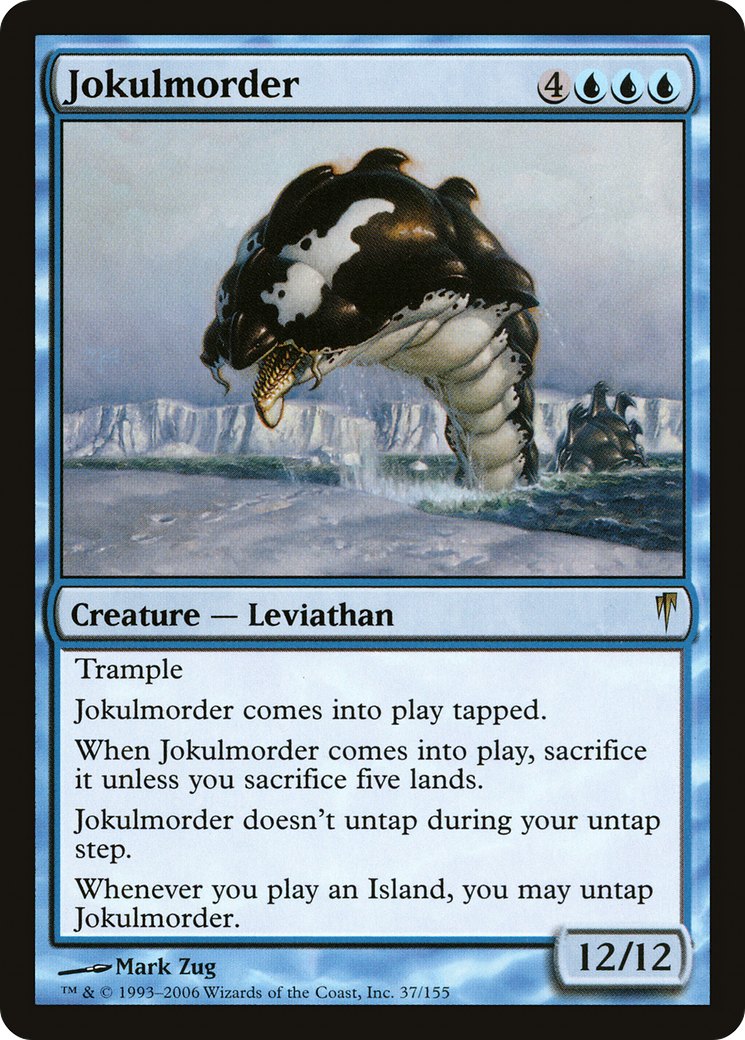 Jokulmorder 4
Creature — Leviathan
Trample
Jokulmorder comes into play tapped.
When Jokulmorder comes into play, sacrifice
it unless you sacrifice five lands.
Jokulmorder doesn't untap during your untap
step.
Whenever you play an Island, you may untap
Jokulmorder.
12/12
Mark Zug
™ & © 1993–2006 Wizards of the Coast, Inc. 37/155